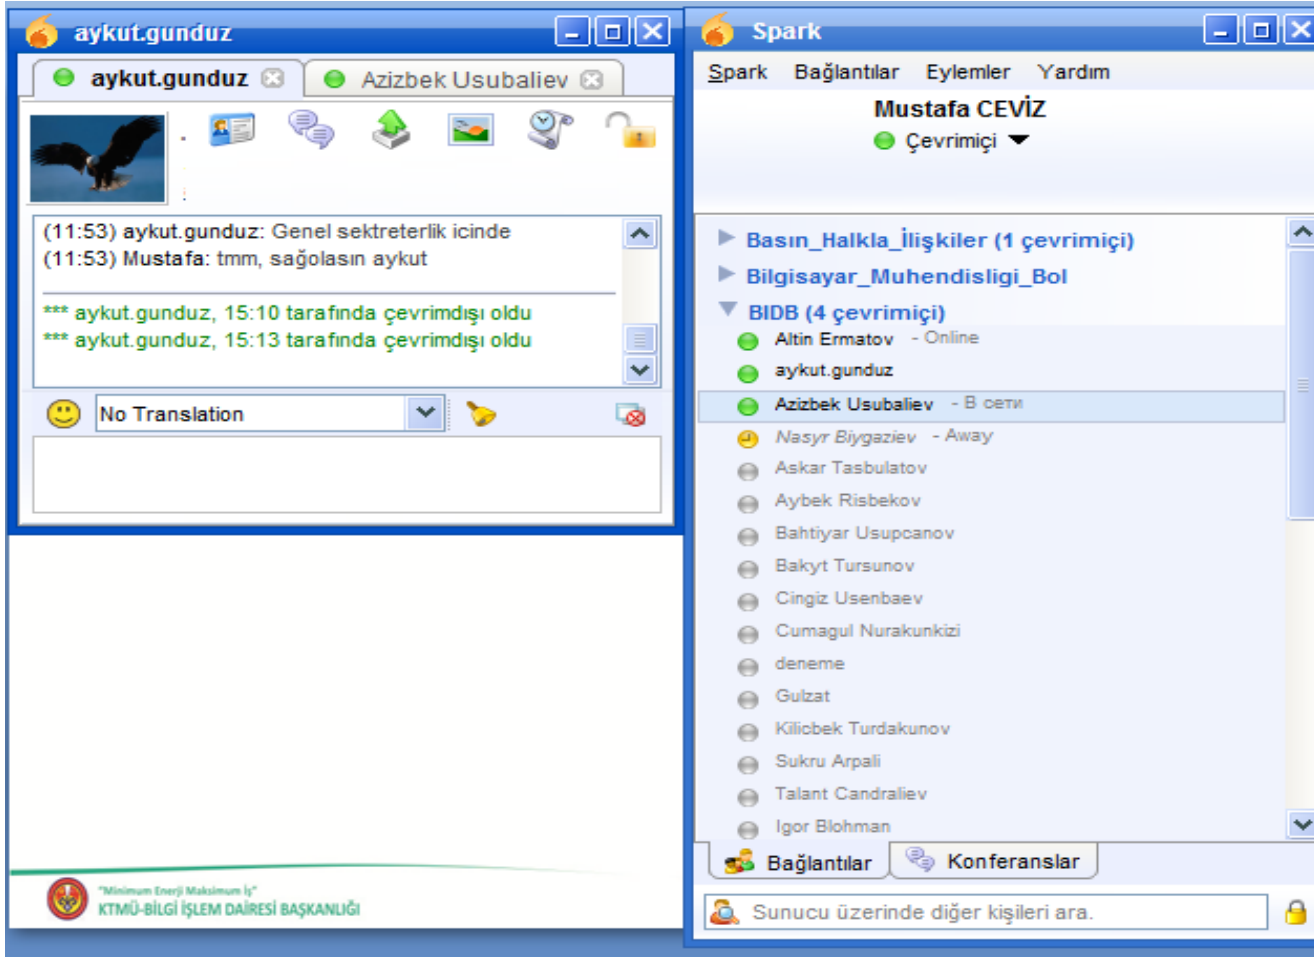 aykut.gunduz
aykut.gunduz
Azizbek Usubaliev
(11:53) aykut.gunduz: Genel sektreterlik icinde
(11:53) Mustafa: tmm, sağolasın aykut
*** aykut.gunduz, 15:10 tarafında çevrimdışı oldu
*** aykut.gunduz, 15:13 tarafında çevrimdışı oldu
No Translation
"Minimum Enerji Maksimum İş"
KTMÜ-BİLGİ İŞLEM DAİRESİ BAŞKANLIĞI
Spark
Spark Bağlantılar Eylemler Yardım
Mustafa CEVİZ
Çevrimiçi
Basın_Halkla_İlişkiler (1 çevrimiçi)
Bilgisayar_Muhendisligi_Bol
BIDB (4 çevrimiçi)
Altin Ermatov - Online
aykut.gunduz
Azizbek Usubaliev - В сети
Nasyr Biygaziev - Away
Askar Tasbulatov
Aybek Risbekov
Bahtiyar Usupcanov
Bakyt Tursunov
Cingiz Usenbaev
Cumagul Nurakunkizi
deneme
Gulzat
Kilicbek Turdakunov
Sukru Arpali
Talant Candraliev
Igor Blohman
Bağlantılar
Konferanslar
Sunucu üzerinde diğer kişileri ara.